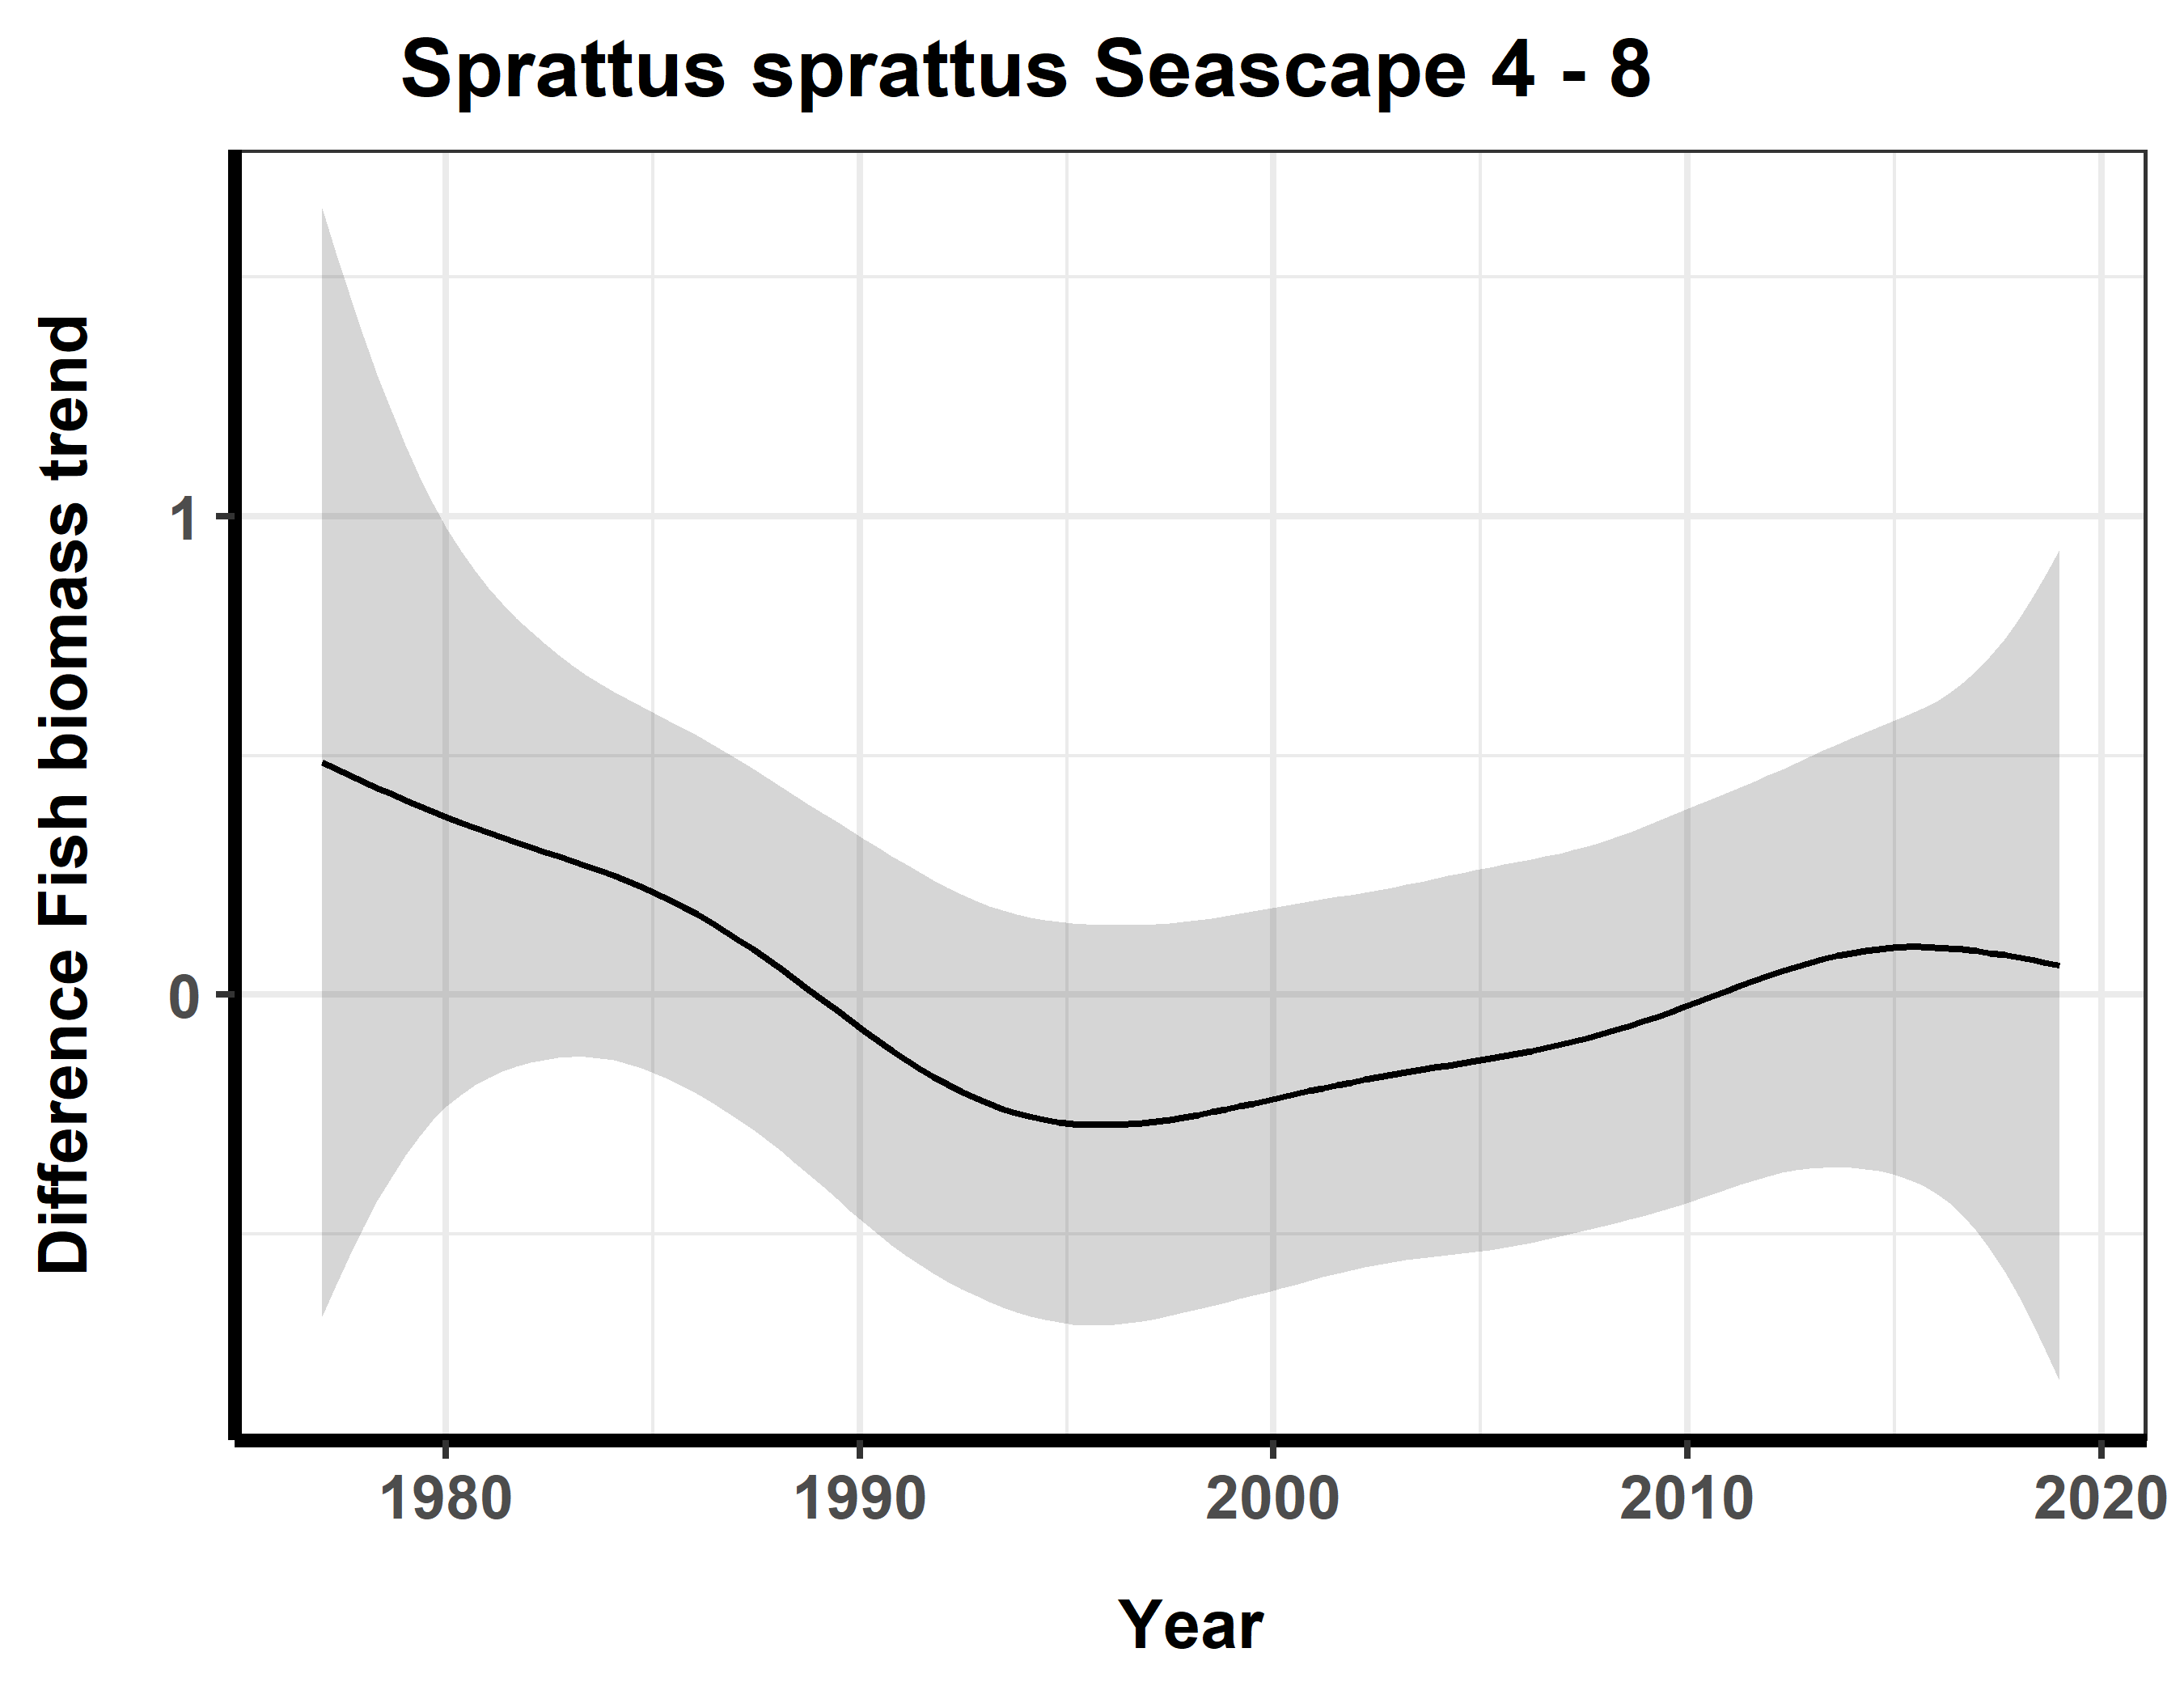 Sprattus sprattus Seascape 4 - 8
Difference Fish biomass trend
1
0
1980 1990 2000 2010 2020
Year